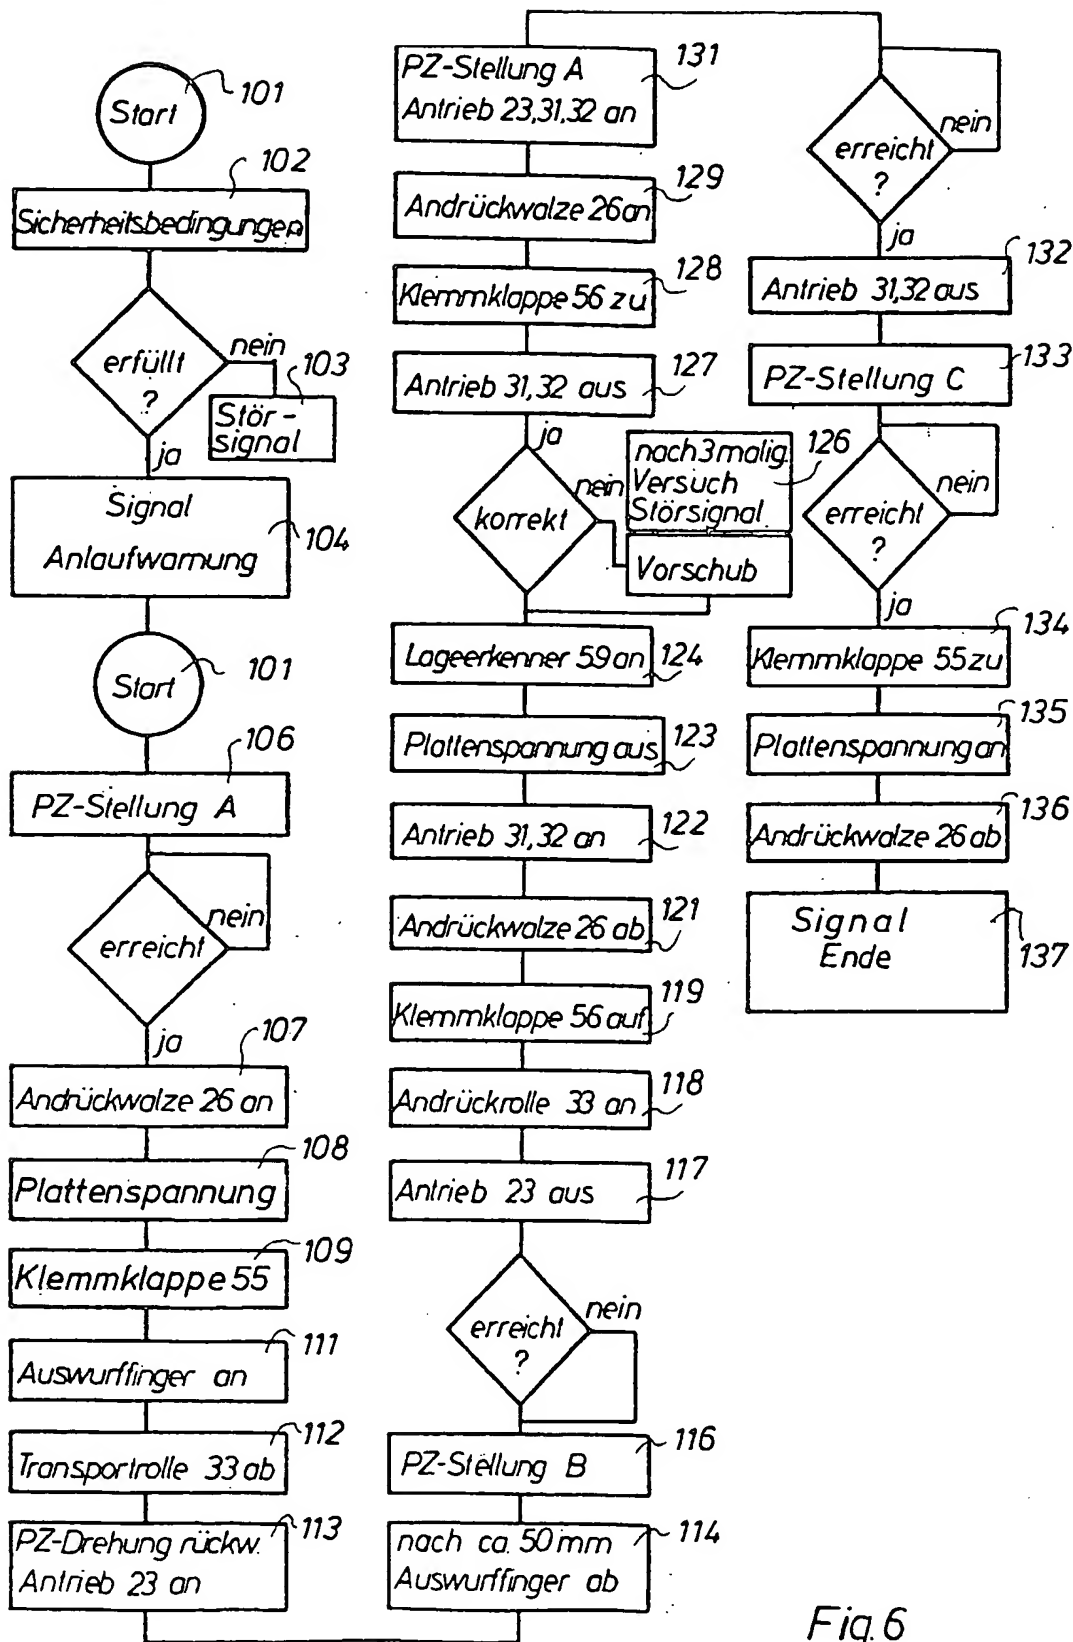 Start
101
102
Sicherheitsbedingungen
erfüllt
?
nein
103
Stör-
signal
ja
Signal
Anlaufwarnung
104
Start
101
106
PZ-Stellung A
nein
erreicht
ja
107
Andrückwalze 26 an
108
Plattenspannung
109
Klemmklappe 55
111
Auswurffinger an
112
Transportrolle 33 ab
PZ-Drehung rückw.
Antrieb 23 an
113
nach ca. 50 mm
Auswurffinger ab
114
PZ-Stellung B
116
nein
erreicht
?
Antrieb 23 aus
117
Andrückrolle 33 an
118
Klemmklappe 56 auf
119
Andrückwalze 26 ab
121
Antrieb 31,32 an
122
Plattenspannung aus
123
Lageerkenner 59 an
124
korrekt
nein
nach 3 malig.
Versuch
Störsignal
126
Vorschub
ja
Antrieb 31,32 aus
127
Klemmklappe 56 zu
128
Andrückwalze 26 an
129
PZ-Stellung A
Antrieb 23,31,32 an
131
nein
erreicht
?
ja
132
Antrieb 31,32 aus
PZ-Stellung C
133
nein
erreicht
?
ja
134
Klemmklappe 55 zu
135
Plattenspannung an
136
Andrückwalze 26 ab
Signal
Ende
137
Fig. 6